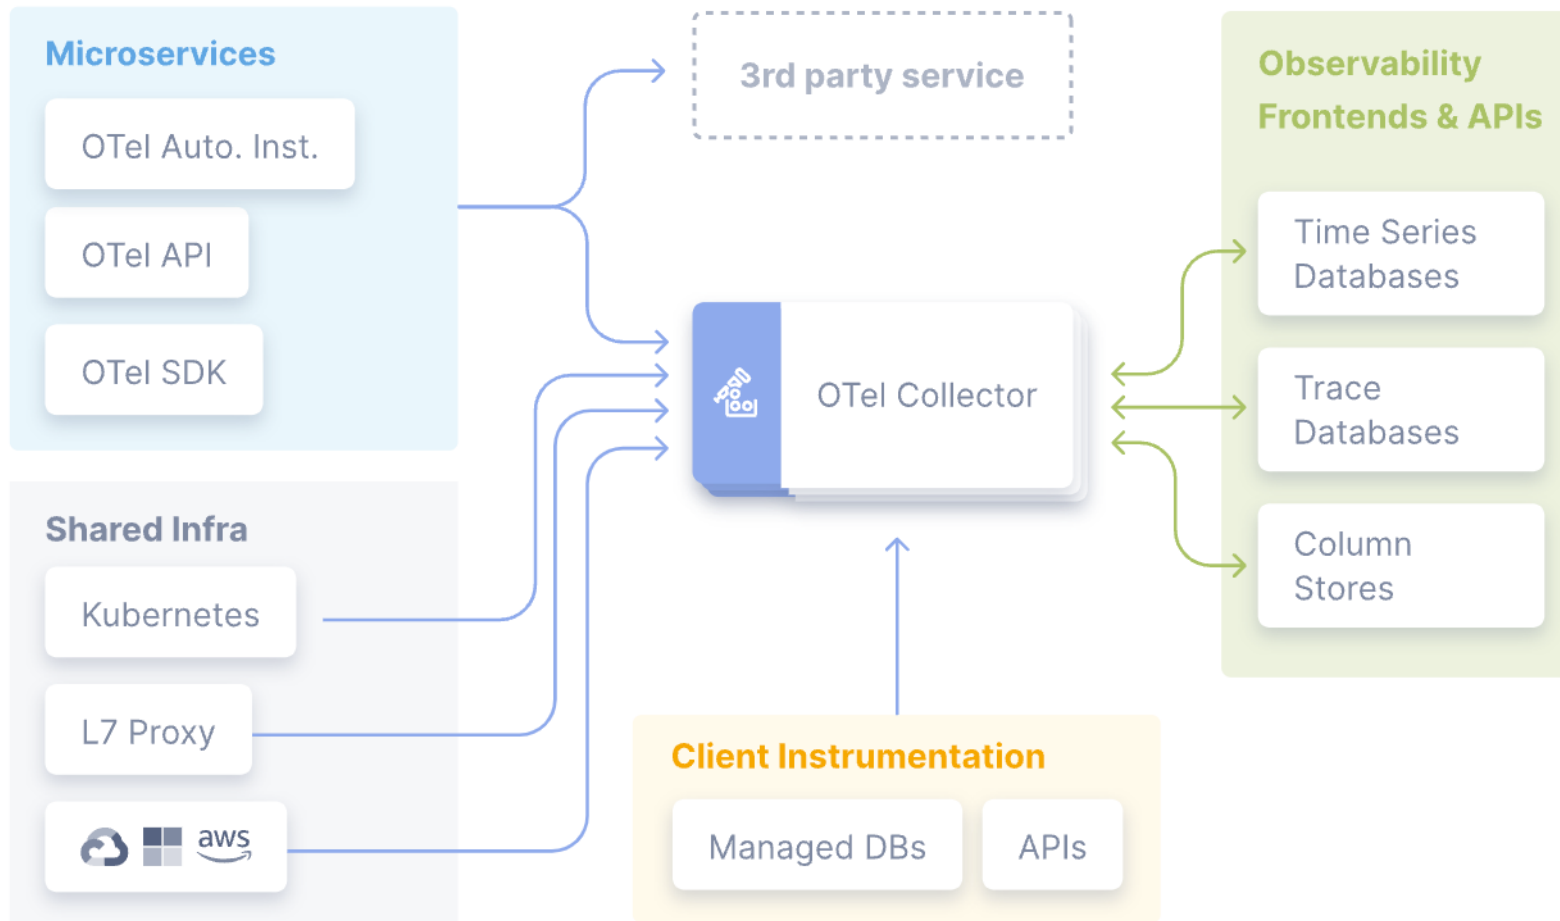 Microservices
OTel Auto. Inst.
OTel API
OTel SDK
Shared Infra
Kubernetes
L7 Proxy
aws
3rd party service
OTel Collector
Client Instrumentation
Managed DBs
APIs
Observability
Frontends & APIs
Time Series
Databases
Trace
Databases
Column
Stores